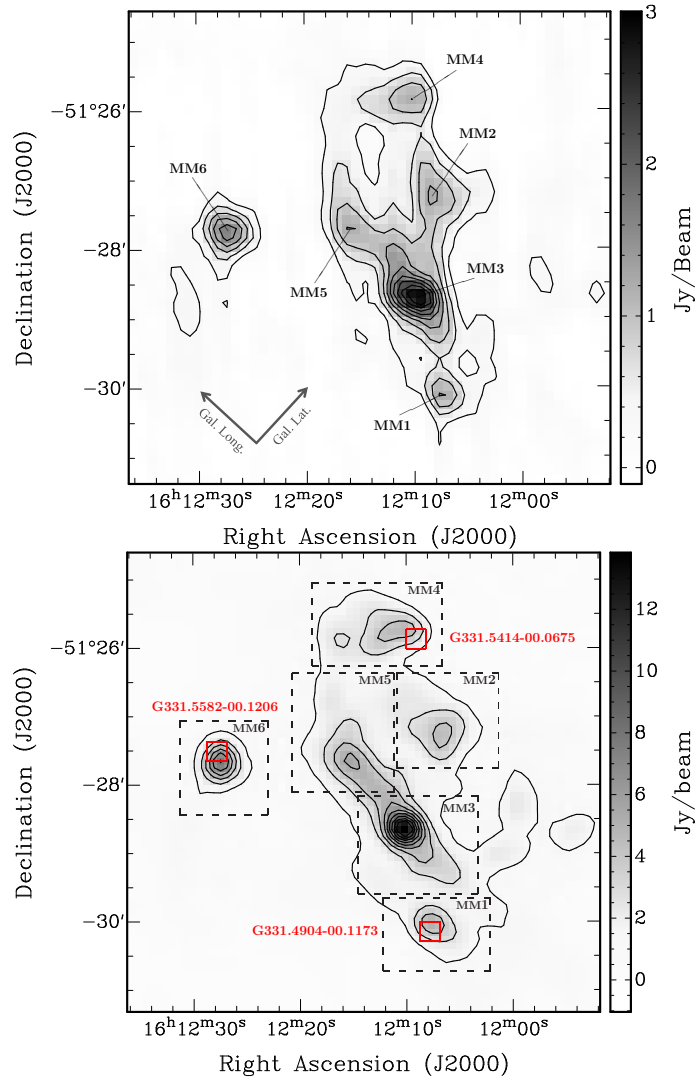 3
MM4
−51°26′
MM2
2
MM6
−28′
MM3
MM5
1
−30′
MM1
Gal. Long.
Gal. Lat.
0
Declination (J2000)
Jy/Beam
16ʰ12ᵐ30ˢ 12ᵐ20ˢ 12ᵐ10ˢ 12ᵐ00ˢ
Right Ascension (J2000)
MM4
12
−51°26′
G331.5414-00.0675
10
MM5
MM2
G331.5582-00.1206
MM6
8
−28′
6
MM3
4
MM1
2
−30′
G331.4904-00.1173
0
Declination (J2000)
Jy/beam
16ʰ12ᵐ30ˢ 12ᵐ20ˢ 12ᵐ10ˢ 12ᵐ00ˢ
Right Ascension (J2000)